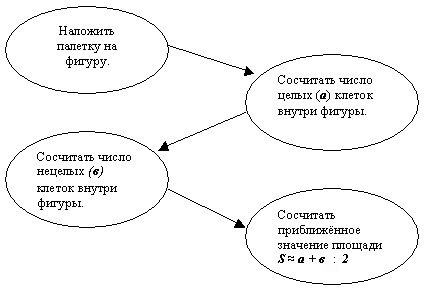 Наложить
палетку на
фигуру.
Сосчитать число
целых (а) клеток
внутри фигуры.
Сосчитать число
нецелых (в)
клеток внутри
фигуры.
Сосчитать
приближённое
значение площади
S ≈ а + в : 2